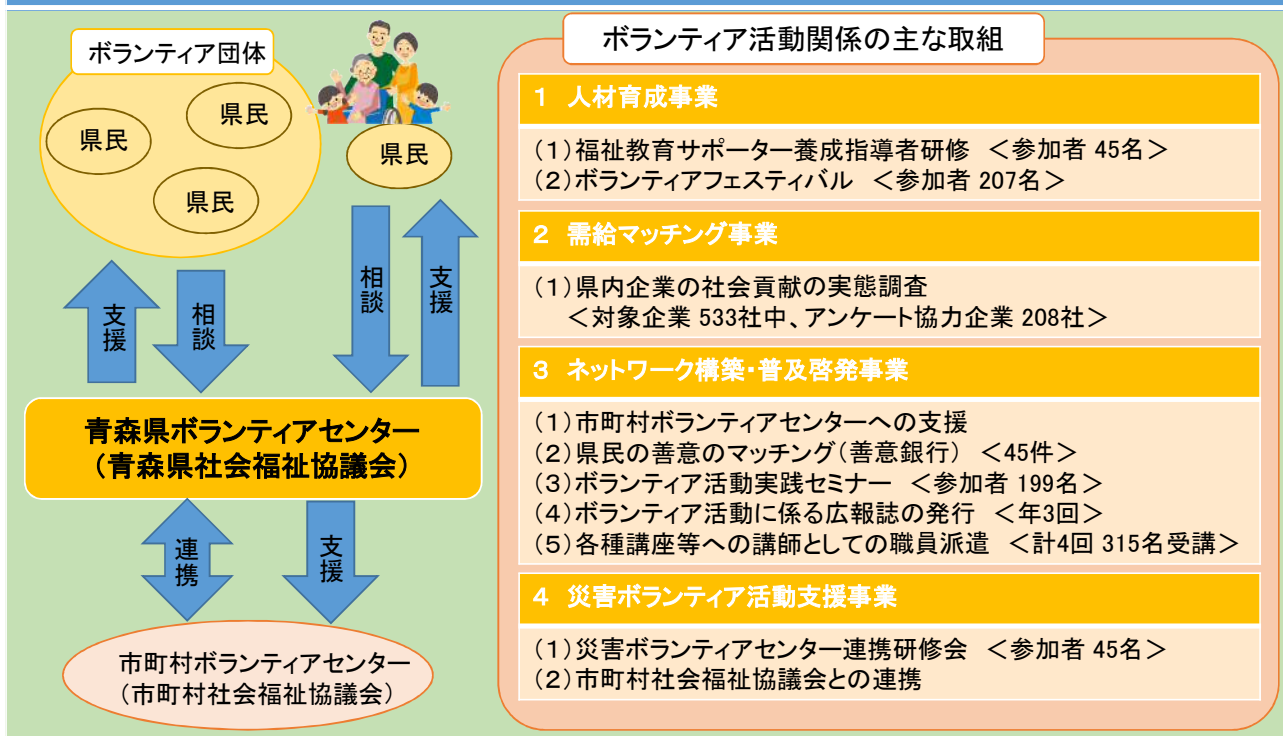 ボランティア団体
県民
県民
県民
県民
支援
相談
相談
支援
青森県ボランティアセンター
（青森県社会福祉協議会）
連携
支援
市町村ボランティアセンター
（市町村社会福祉協議会）
ボランティア活動関係の主な取組
１ 人材育成事業
（１）福祉教育サポーター養成指導者研修 ＜参加者 45名＞
（２）ボランティアフェスティバル ＜参加者 207名＞
２ 需給マッチング事業
（１）県内企業の社会貢献の実態調査
＜対象企業 533社中、アンケート協力企業 208社＞
３ ネットワーク構築・普及啓発事業
（１）市町村ボランティアセンターへの支援
（２）県民の善意のマッチング（善意銀行） ＜45件＞
（３）ボランティア活動実践セミナー ＜参加者 199名＞
（４）ボランティア活動に係る広報誌の発行 ＜年3回＞
（５）各種講座等への講師としての職員派遣 ＜計4回 315名受講＞
４ 災害ボランティア活動支援事業
（１）災害ボランティアセンター連携研修会 ＜参加者 45名＞
（２）市町村社会福祉協議会との連携